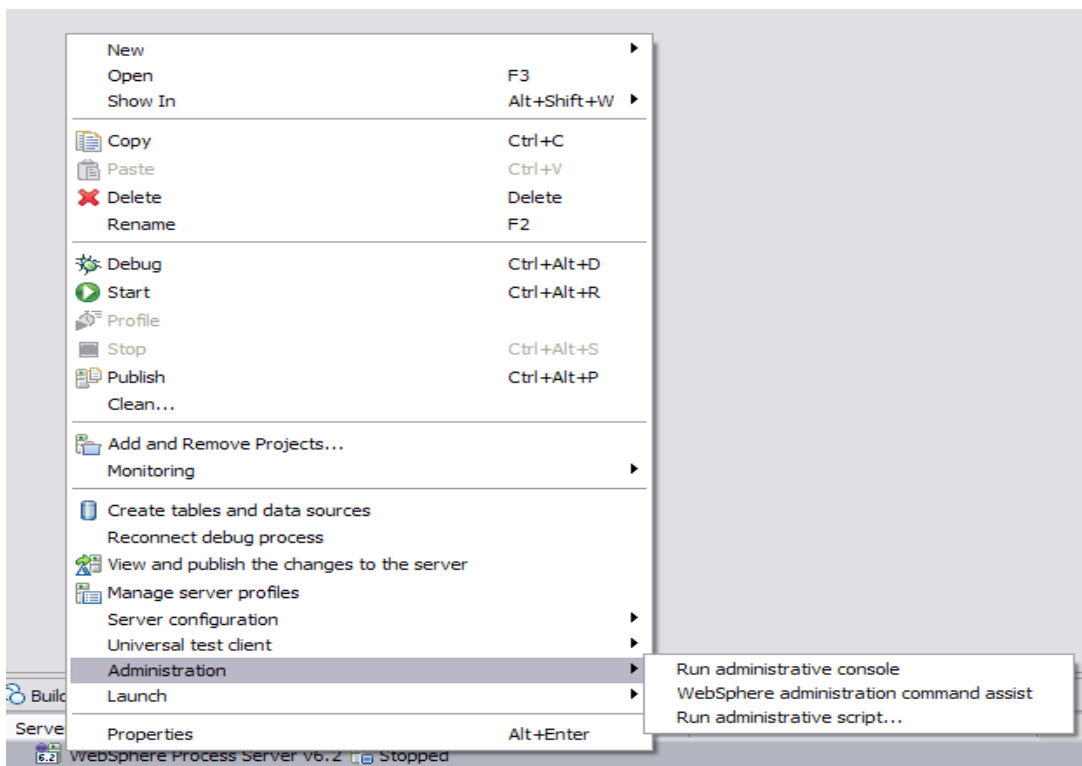 New
Open F3
Show In Alt+Shift+W
Copy Ctrl+C
Paste Ctrl+V
Delete Delete
Rename F2
Debug Ctrl+Alt+D
Start Ctrl+Alt+R
Profile
Stop Ctrl+Alt+S
Publish Ctrl+Alt+P
Clean...
Add and Remove Projects...
Monitoring
Create tables and data sources
Reconnect debug process
View and publish the changes to the server
Manage server profiles
Server configuration
Universal test client
Administration
Run administrative console
Launch
WebSphere administration command assist
Run administrative script...
Build
Serve
Properties Alt+Enter
6.2 WebSphere Process Server v6.2 Stopped